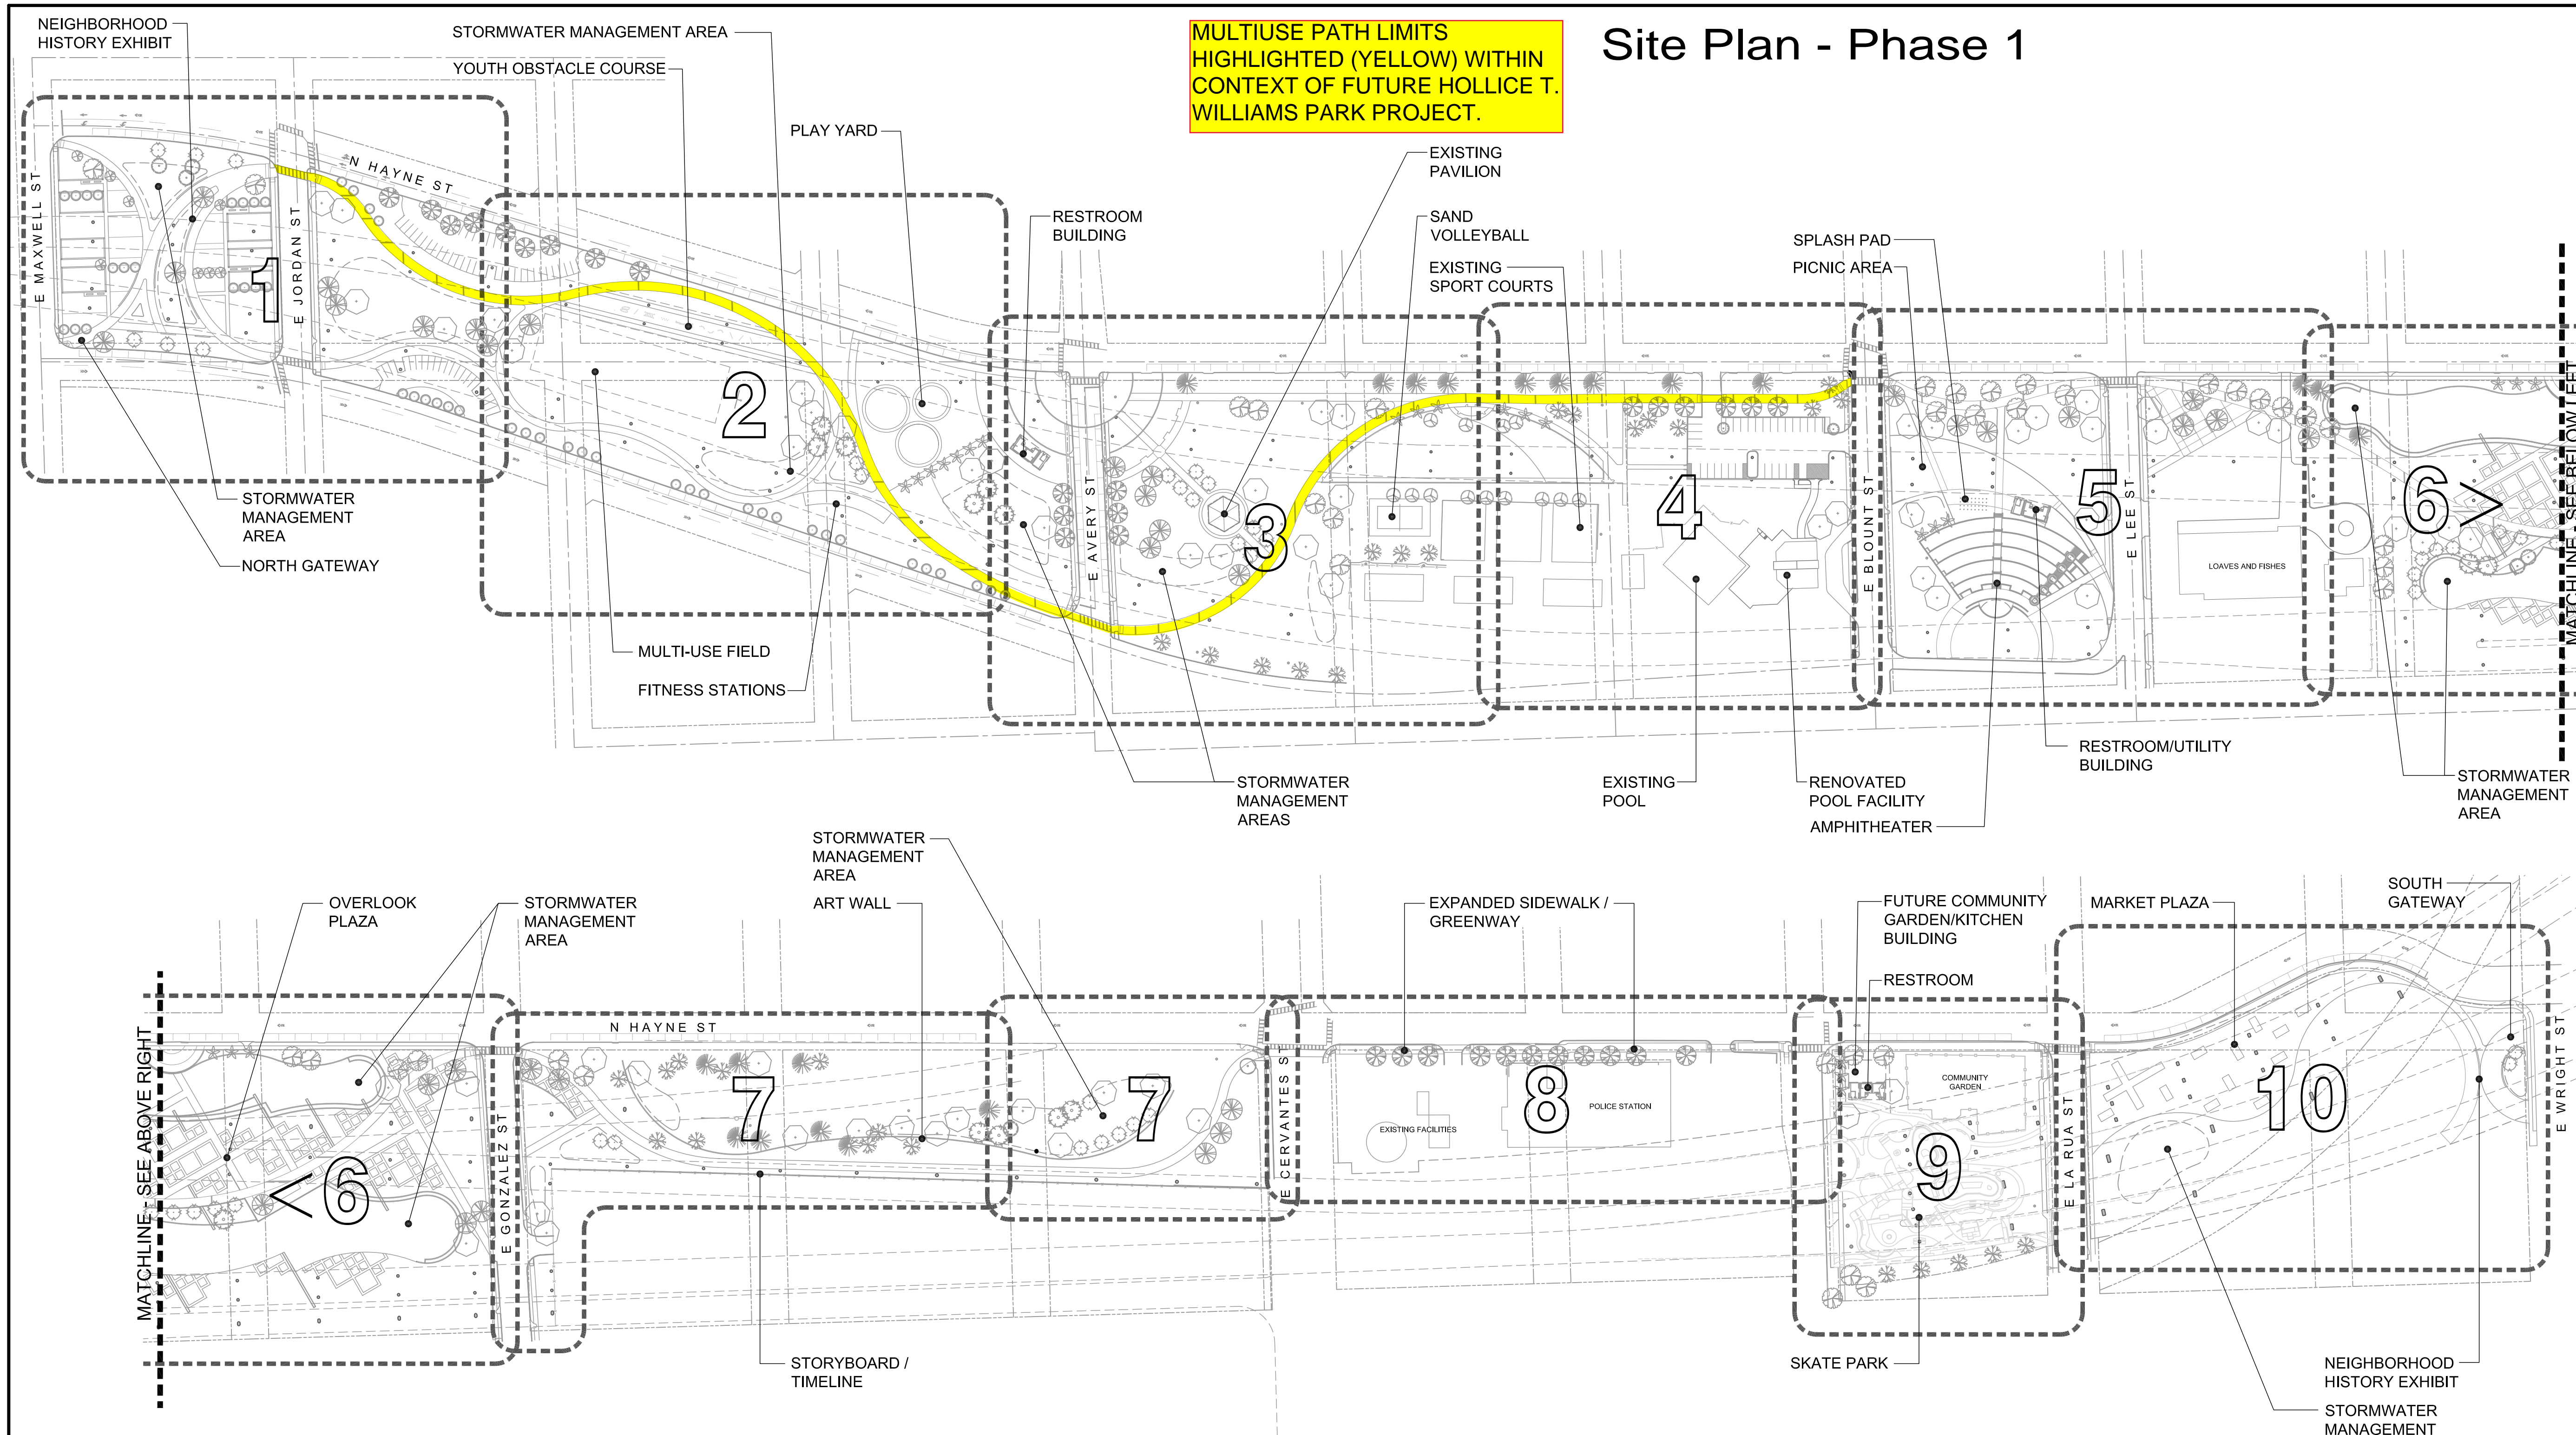 Site Plan - Phase 1
MULTIUSE PATH LIMITS
HIGHLIGHTED (YELLOW) WITHIN
CONTEXT OF FUTURE HOLLICE T.
WILLIAMS PARK PROJECT.
NEIGHBORHOOD
HISTORY EXHIBIT
STORMWATER MANAGEMENT AREA
YOUTH OBSTACLE COURSE
PLAY YARD
EXISTING
PAVILION
RESTROOM
BUILDING
SAND
VOLLEYBALL
EXISTING
SPORT COURTS
SPLASH PAD
PICNIC AREA
E MAXWELL ST
E JORDAN ST
N HAYNE ST
E AVERY ST
E BLOUNT ST
E LEE ST
1
2
3
4
5
6 >
LOAVES AND FISHES
MATCHLINE - SEE BELOW LEFT
STORMWATER
MANAGEMENT
AREA
NORTH GATEWAY
MULTI-USE FIELD
FITNESS STATIONS
STORMWATER
MANAGEMENT
AREAS
EXISTING
POOL
RENOVATED
POOL FACILITY
AMPHITHEATER
RESTROOM/UTILITY
BUILDING
STORMWATER
MANAGEMENT
AREA
OVERLOOK
PLAZA
STORMWATER
MANAGEMENT
AREA
STORMWATER
MANAGEMENT
AREA
ART WALL
EXPANDED SIDEWALK /
GREENWAY
FUTURE COMMUNITY
GARDEN/KITCHEN
BUILDING
RESTROOM
MARKET PLAZA
SOUTH
GATEWAY
MATCHLINE - SEE ABOVE RIGHT
N HAYNE ST
E GONZALEZ ST
E CERVANTES ST
E LA RUA ST
E WRIGHT ST
< 6
7
7
8
9
10
EXISTING FACILITIES
POLICE STATION
COMMUNITY
GARDEN
STORYBOARD /
TIMELINE
SKATE PARK
NEIGHBORHOOD
HISTORY EXHIBIT
STORMWATER
MANAGEMENT